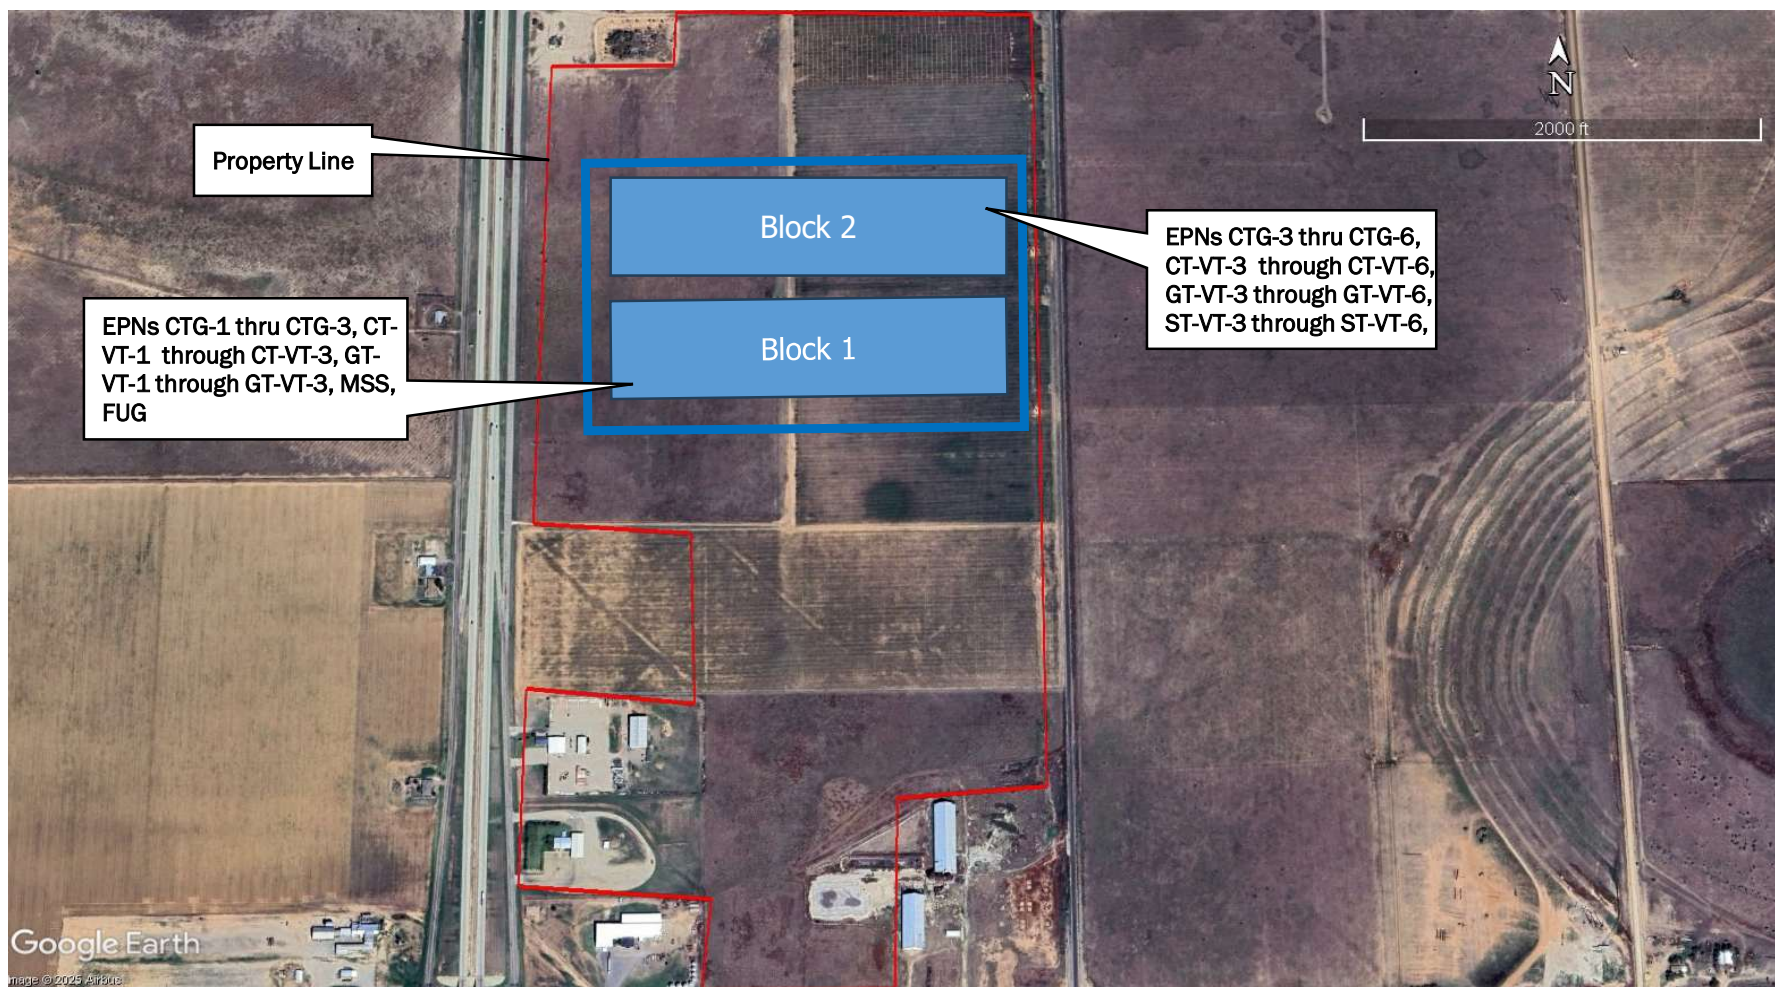 N
2000 ft
Property Line
Block 2
EPNs CTG-3 thru CTG-6,
CT-VT-3 through CT-VT-6,
GT-VT-3 through GT-VT-6,
ST-VT-3 through ST-VT-6,
EPNs CTG-1 thru CTG-3, CT-
VT-1 through CT-VT-3, GT-
VT-1 through GT-VT-3, MSS,
FUG
Block 1
Google Earth
mage © 2025 Airbus